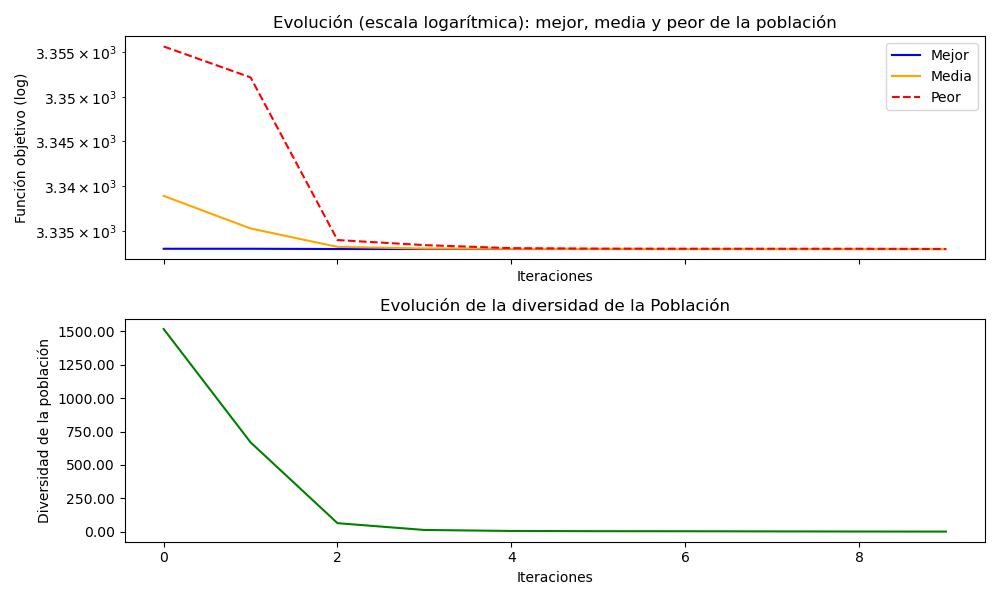 Evolución (escala logarítmica): mejor, media y peor de la población
Función objetivo (log)
3.355 × 10³
3.35 × 10³
3.345 × 10³
3.34 × 10³
3.335 × 10³
Mejor
Media
Peor
Iteraciones
Evolución de la diversidad de la Población
Diversidad de la población
1500.00
1250.00
1000.00
750.00
500.00
250.00
0.00
0 2 4 6 8
Iteraciones